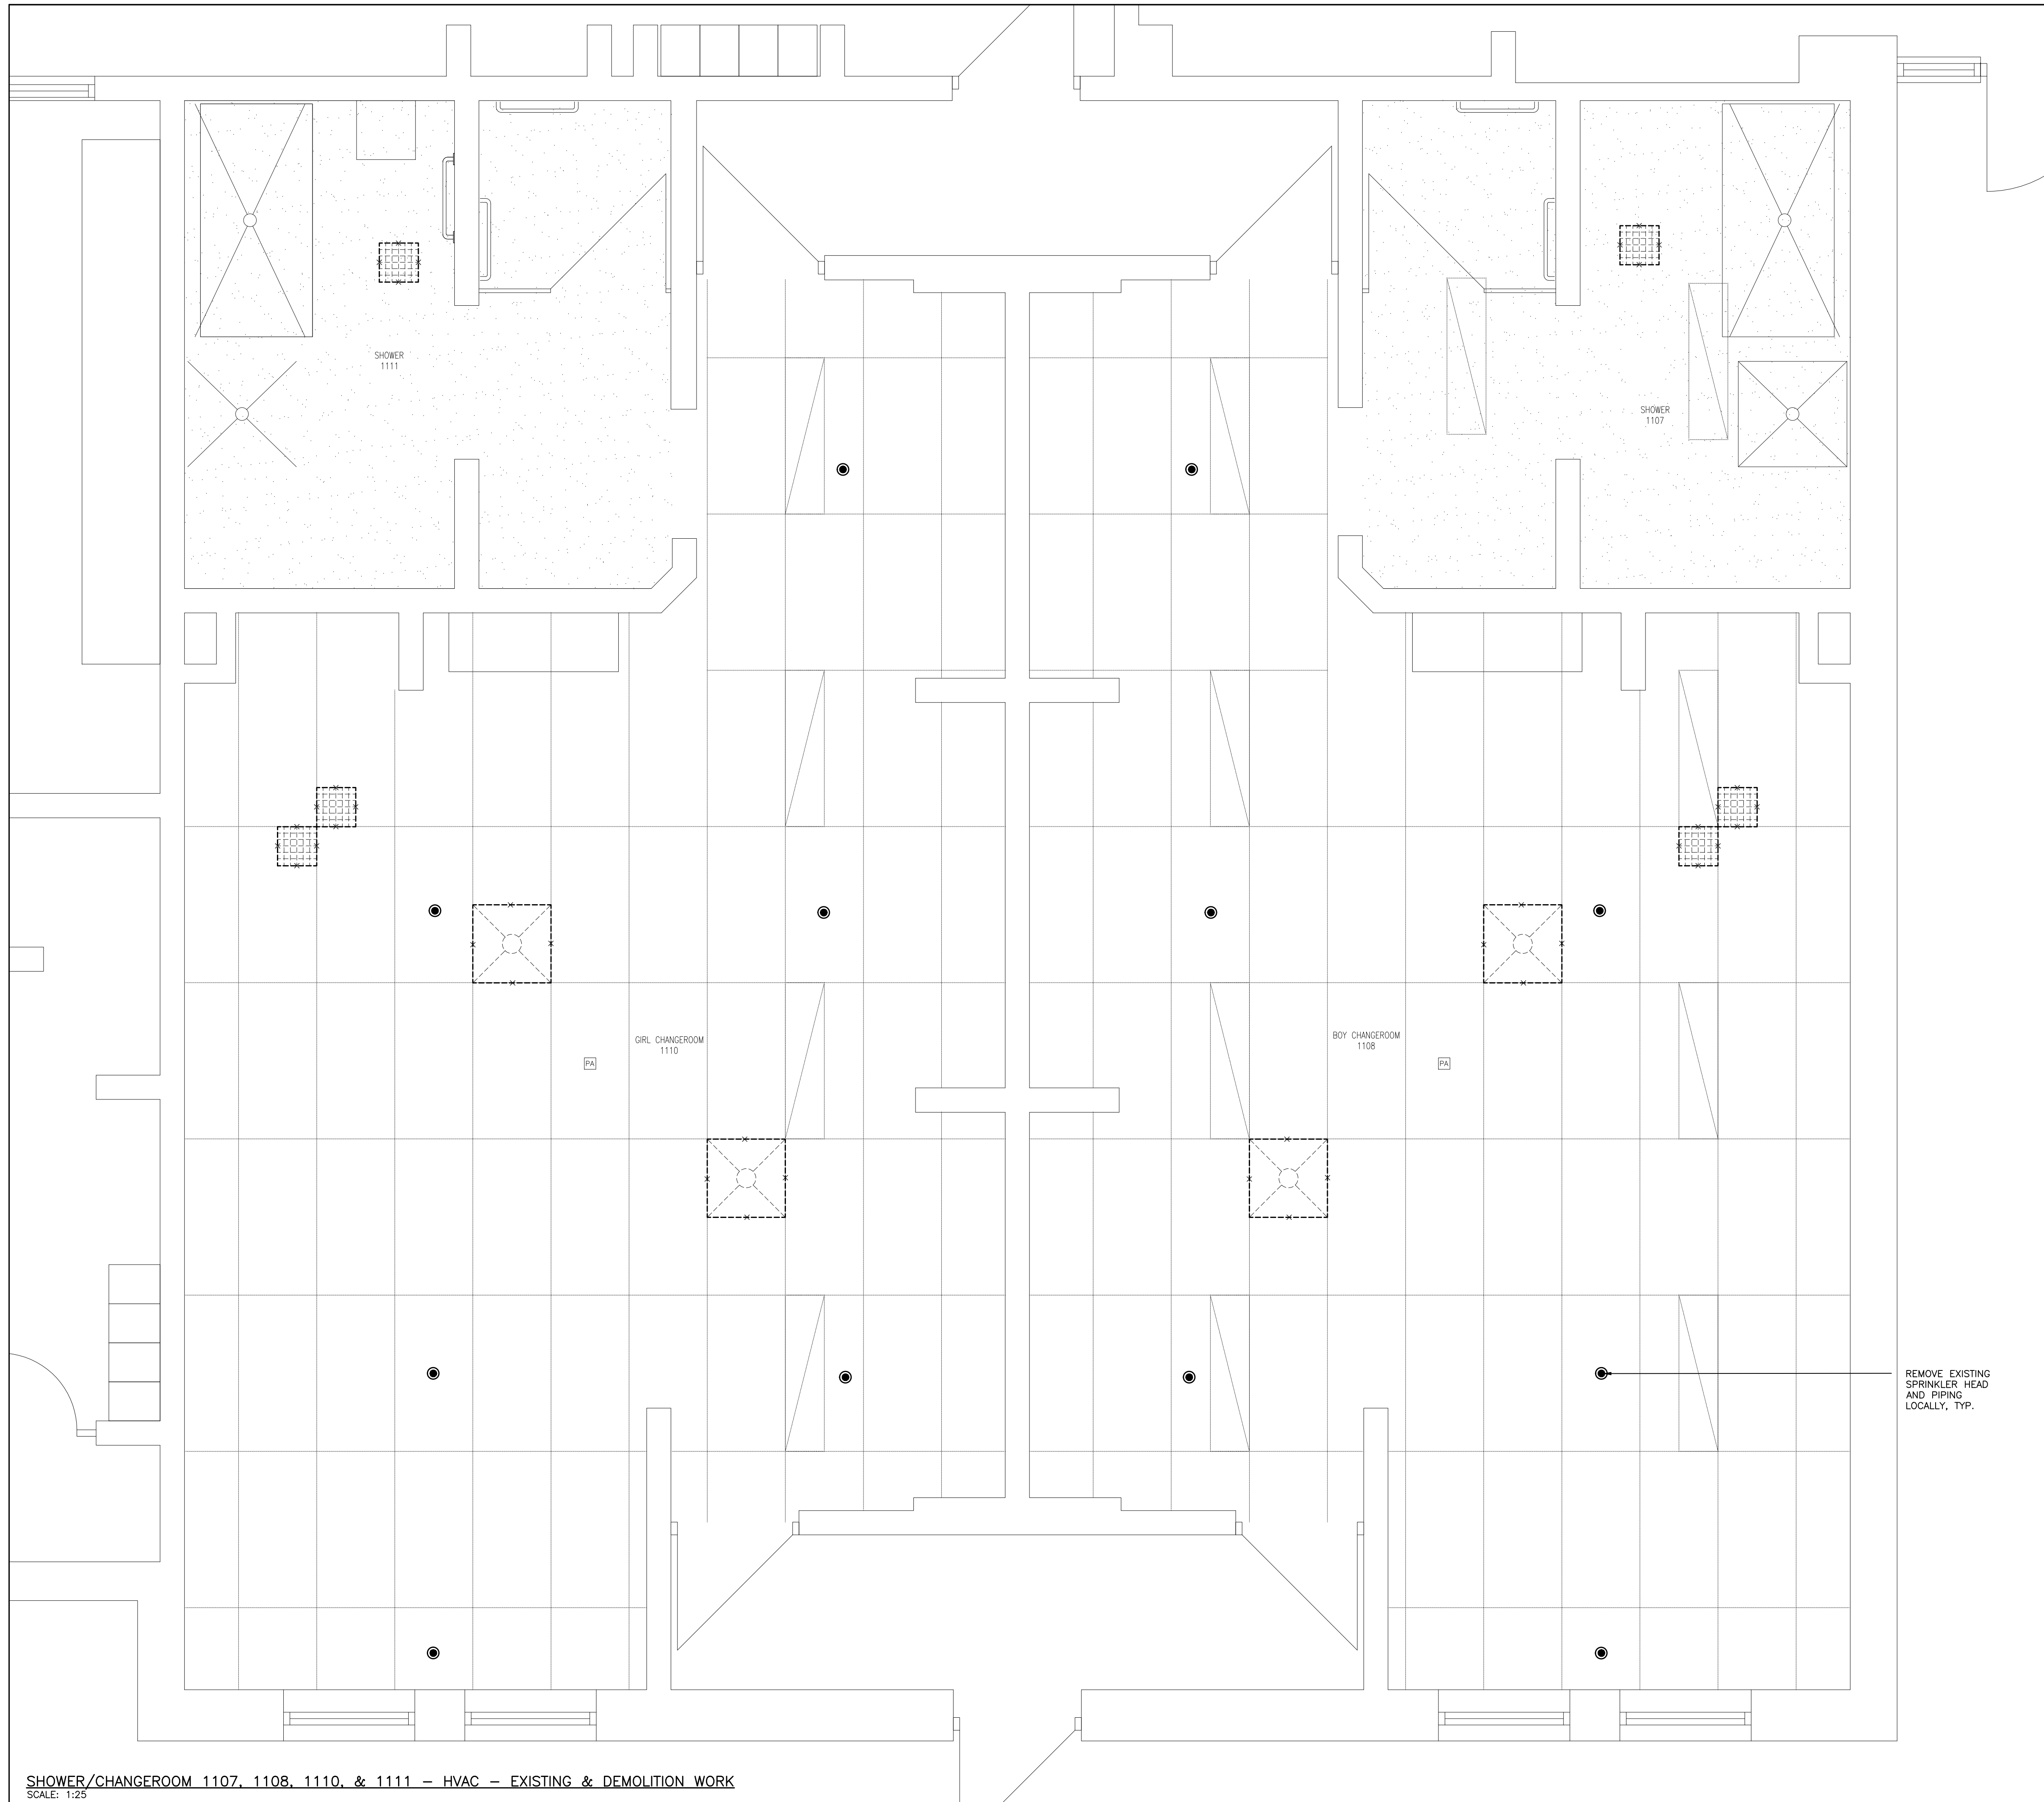 SHOWER
1111
SHOWER
1107
GIRL CHANGEROOM
1110
PA
BOY CHANGEROOM
1108
PA
REMOVE EXISTING
SPRINKLER HEAD
AND PIPING
LOCALLY, TYP.
SHOWER/CHANGEROOM 1107, 1108, 1110, & 1111 – HVAC – EXISTING & DEMOLITION WORK
SCALE: 1:25